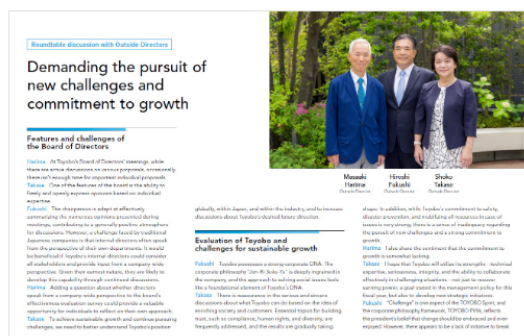 Roundtable discussion with Outside Directors
Demanding the pursuit of
new challenges and
commitment to growth
Masaaki
Harima
Outside Director
Hiroshi
Fukushi
Outside Director
Shoko
Takase
Outside Director
Features and challenges of
the Board of Directors
Harima At Toyobo's Board of Directors' meetings, while
there are active discussions on various proposals, occasionally
there isn't enough time for important individual proposals.
Takase One of the features of the Board is the ability to
freely and openly express opinions based on individual
expertise.
Fukushi The chairperson is adept at effectively
summarizing the numerous opinions presented during
meetings, contributing to a generally positive atmosphere
for discussions. However, a challenge faced by traditional
Japanese companies is that internal directors often speak
from the perspective of their own departments. It would
be beneficial if Toyobo's internal directors could consider
all stakeholders and provide input from a company-wide
perspective. Given their earnest nature, they are likely to
develop this capability through continued discussions.
Harima Adding a question about whether directors
speak from a company-wide perspective to the board's
effectiveness evaluation survey could provide a valuable
opportunity for individuals to reflect on their own approach.
Takase To achieve sustainable growth and continue pursuing
challenges, we need to better understand Toyobo's position
globally, within Japan, and within the industry, and to increase
discussions about Toyobo's desired future direction.
Evaluation of Toyobo and
challenges for sustainable growth
Fukushi Toyobo possesses a strong corporate DNA. The
corporate philosophy "Jun-Ri-Soku-Yu" is deeply ingrained in
the company, and the approach to solving social issues feels
like a foundational element of Toyobo's DNA.
Takase There is reassurance in the serious and sincere
discussions about what Toyobo can do based on the idea of
enriching society and customers. Essential topics for building
trust, such as compliance, human rights, and diversity, are
frequently addressed, and the results are gradually taking
shape. In addition, while Toyobo's commitment to safety,
disaster prevention, and mobilizing all resources in case of
issues is very strong, there is a sense of inadequacy regarding
the pursuit of new challenges and a strong commitment to
growth.
Harima I also share the sentiment that the commitment to
growth is somewhat lacking.
Takase I hope that Toyobo will utilize its strengths—technical
expertise, seriousness, integrity, and the ability to collaborate
effectively in challenging situations—not just to recover
earning power, a goal stated in the management policy for this
fiscal year, but also to develop new strategic initiatives.
Fukushi "Challenge" is one aspect of the TOYOBO Spirit, and
the corporate philosophy framework, TOYOBO PVVs, reflects
the president's belief that change should be embraced and even
enjoyed. However, there appears to be a lack of initiative to break